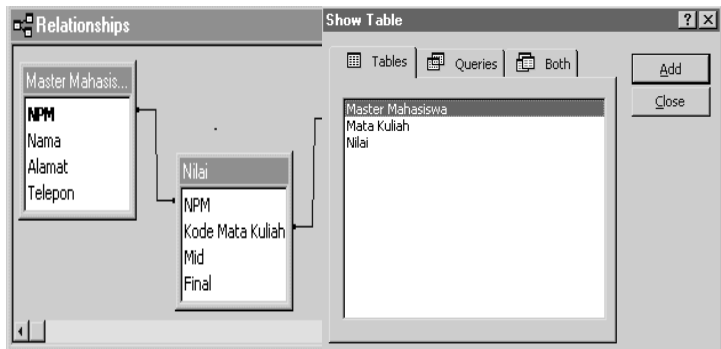 Relationships
Master Mahasis...
NPM
Nama
Alamat
Telepon
Nilai
NPM
Kode Mata Kuliah
Mid
Final
Show Table
Tables
Queries
Both
Master Mahasiswa
Mata Kuliah
Nilai
Add
Close